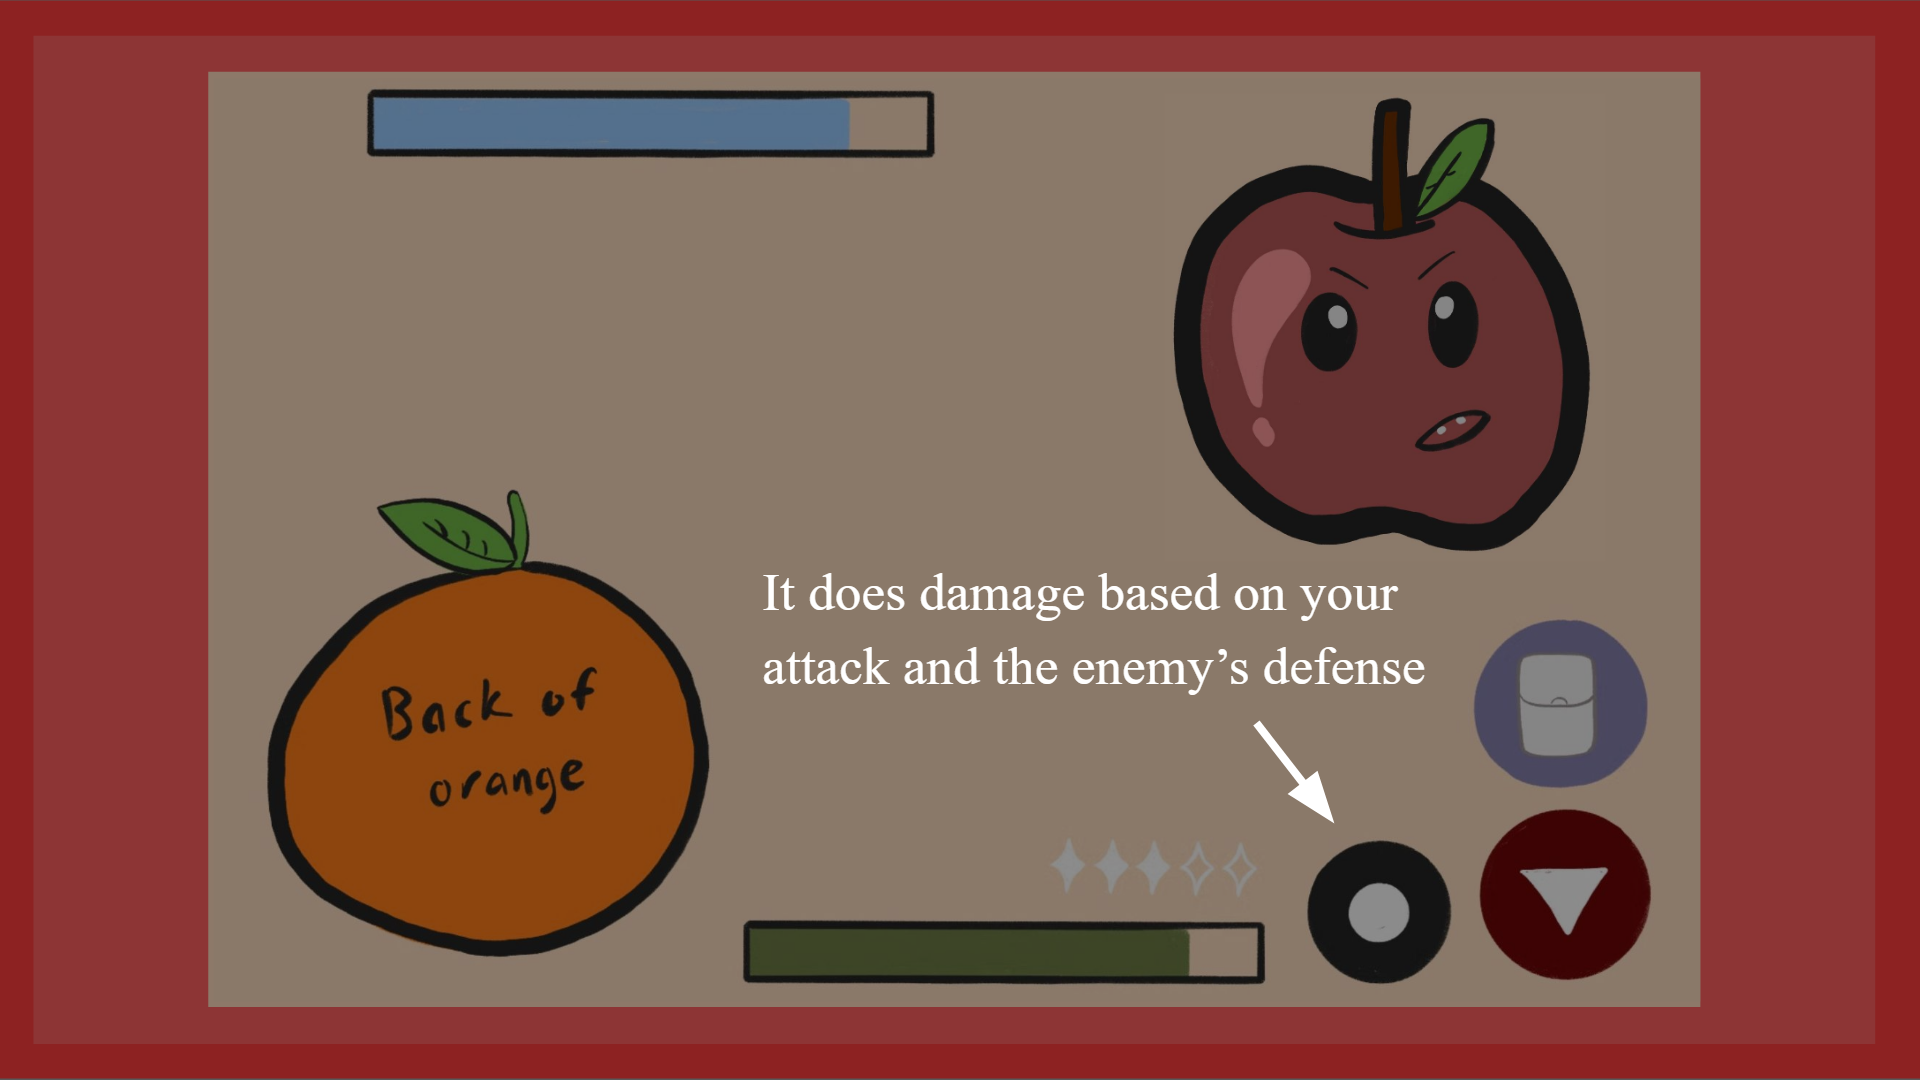 It does damage based on your
attack and the enemy’s defense
Back of
orange